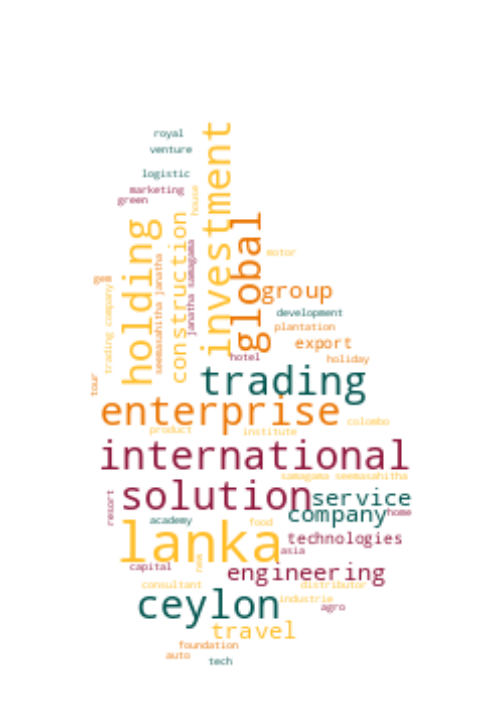 royal
venture
logistic
marketing
green
house
investment
holding
construction
janatha samagama
seemasahitha janatha
global
motor
gem
trading company
group
development
plantation
export
hotel
holiday
tour
trading
enterprise
colombo
product
institute
international
samagama seemasahitha
solution
service
resort
company
home
academy
food
lanka
technologies
asia
capital
new
engineering
consultant
distributor
ceylon
industrie
agro
travel
foundation
auto
tech